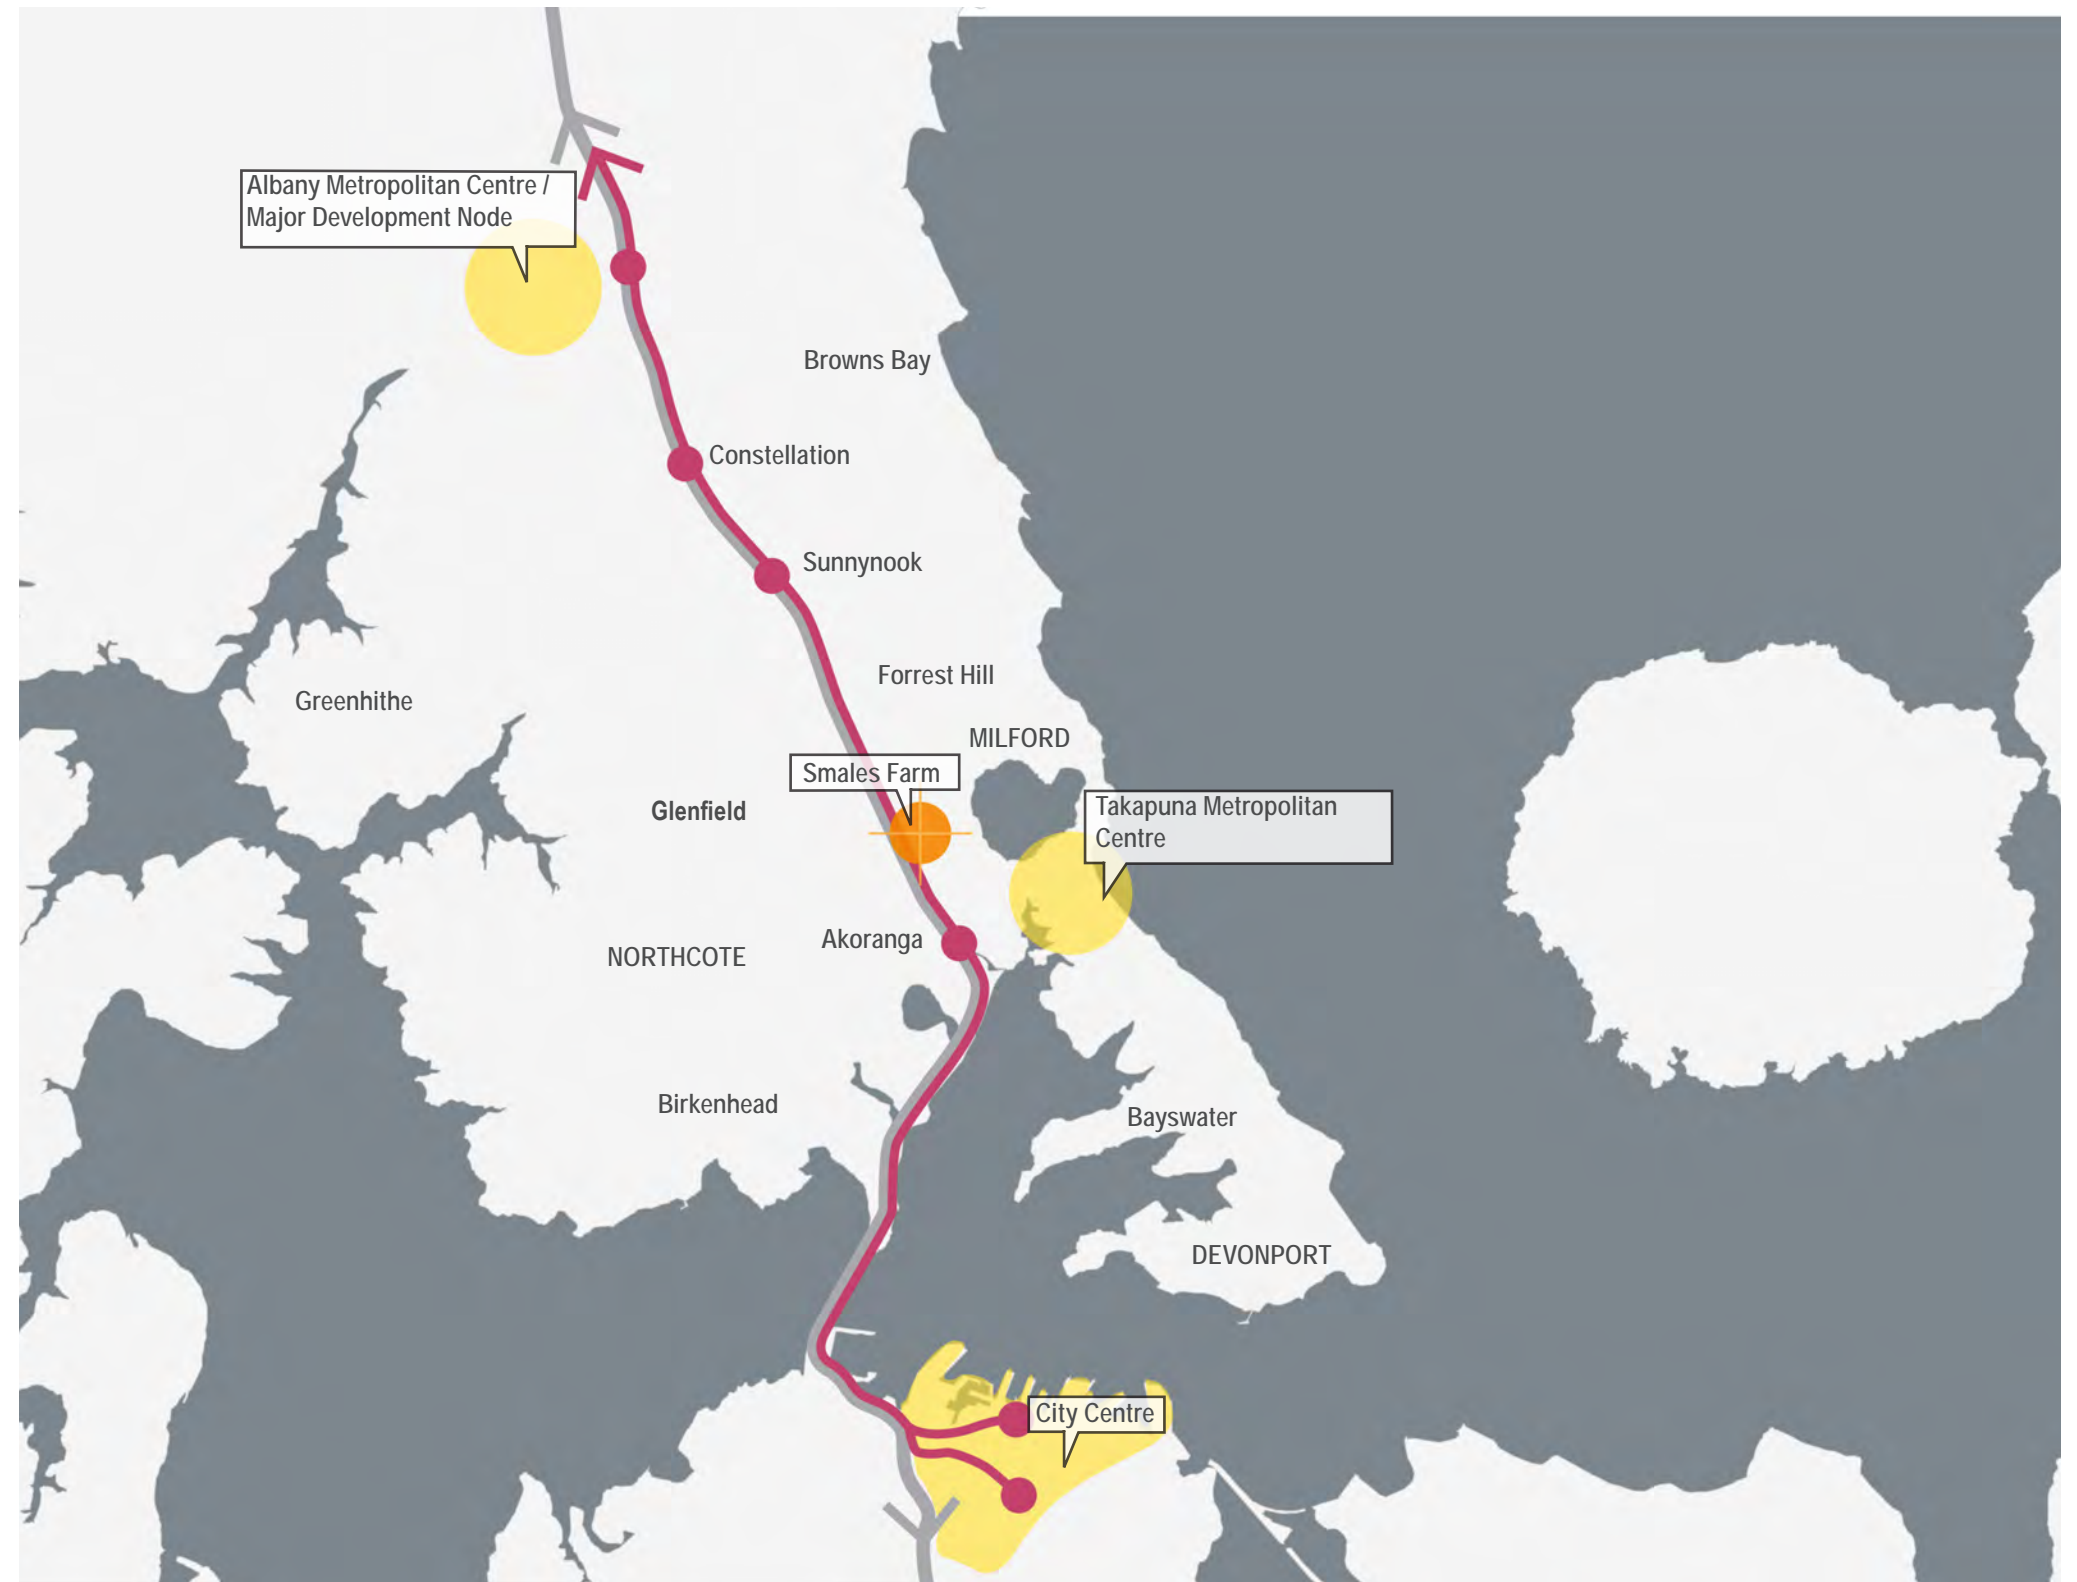 Albany Metropolitan Centre /
Major Development Node
Browns Bay
Constellation
Sunnynook
Forrest Hill
Greenhithe
MILFORD
Smales Farm
Glenfield
Takapuna Metropolitan
Centre
Akoranga
NORTHCOTE
Birkenhead
Bayswater
DEVONPORT
City Centre